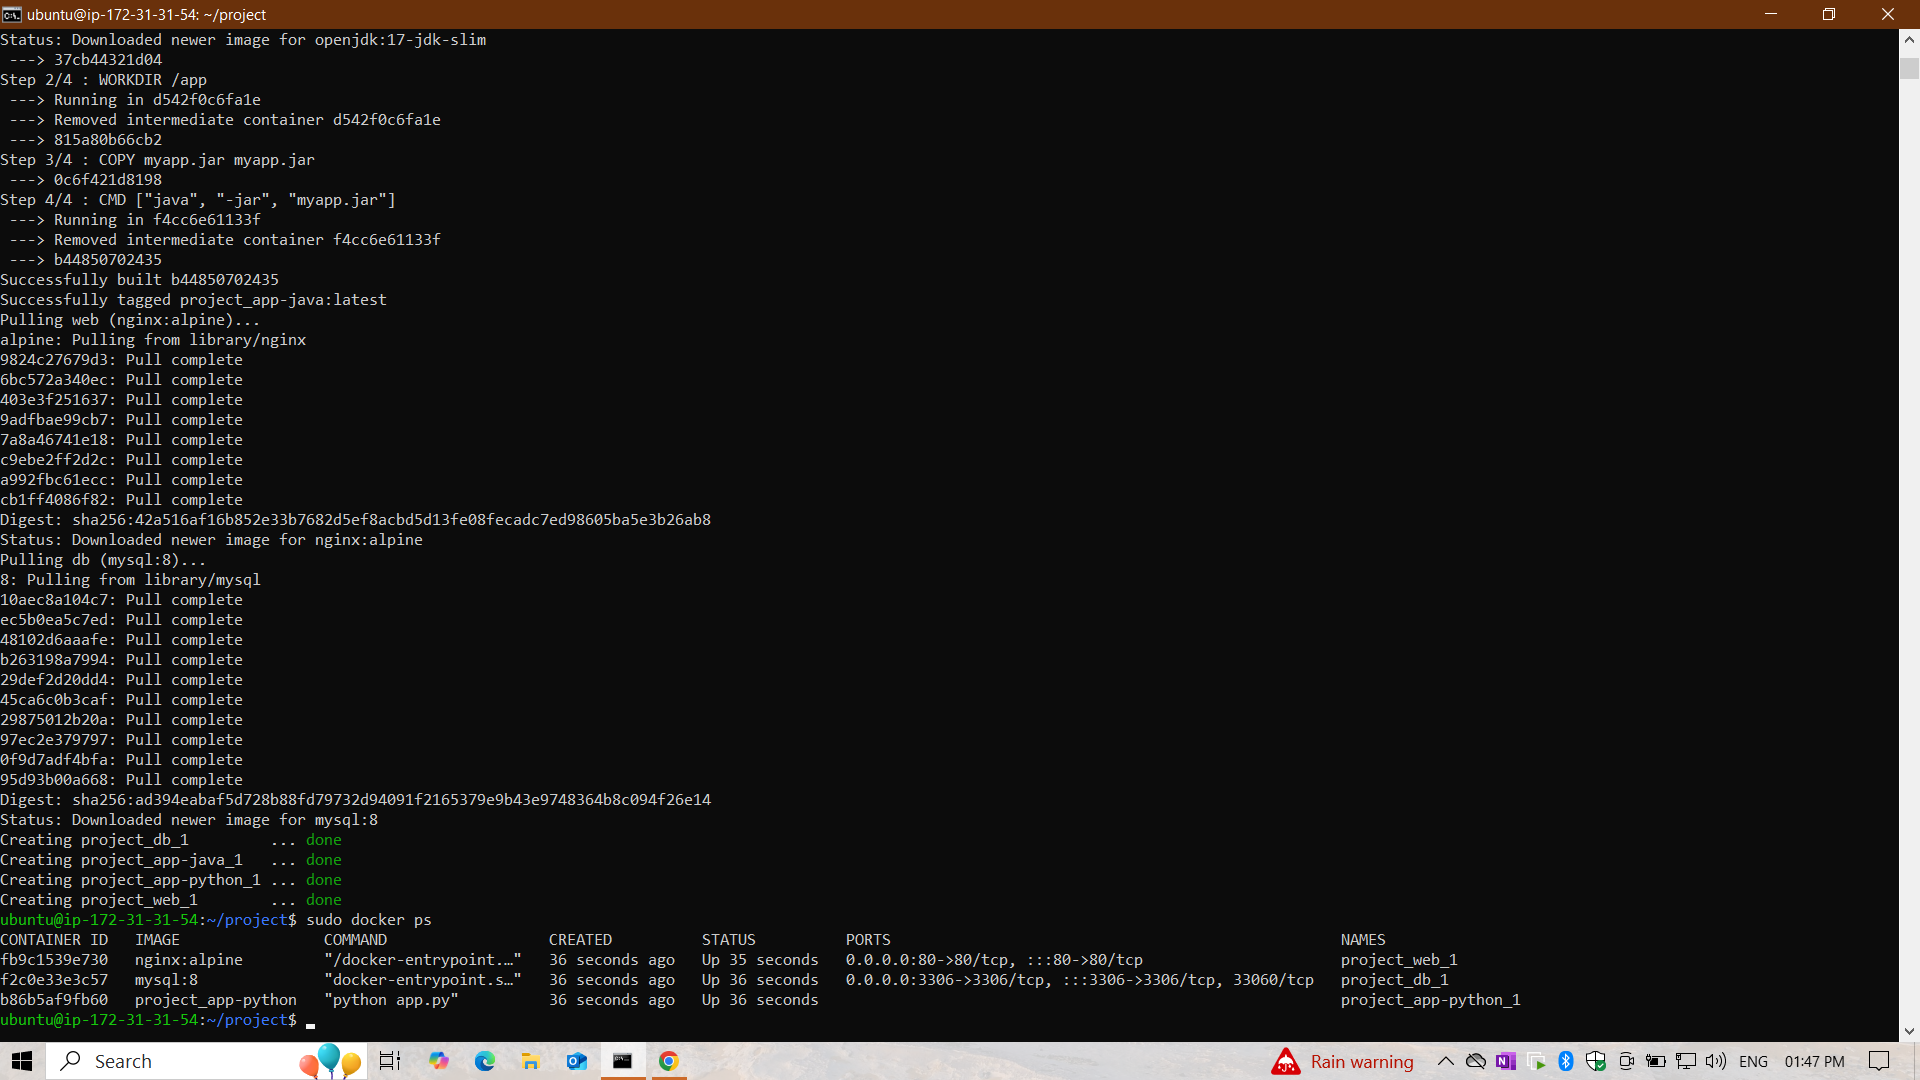 ubuntu@ip-172-31-31-54: ~/project
Status: Downloaded newer image for openjdk:17-jdk-slim
 ---> 37cb44321d04
Step 2/4 : WORKDIR /app
 ---> Running in d542f0c6fa1e
 ---> Removed intermediate container d542f0c6fa1e
 ---> 815a80b66cb2
Step 3/4 : COPY myapp.jar myapp.jar
 ---> 0c6f421d8198
Step 4/4 : CMD ["java", "-jar", "myapp.jar"]
 ---> Running in f4cc6e61133f
 ---> Removed intermediate container f4cc6e61133f
 ---> b44850702435
Successfully built b44850702435
Successfully tagged project_app-java:latest
Pulling web (nginx:alpine)...
alpine: Pulling from library/nginx
9824c27679d3: Pull complete
6bc572a340ec: Pull complete
403e3f251637: Pull complete
9adfbae99cb7: Pull complete
7a8a46741e18: Pull complete
c9ebe2ff2d2c: Pull complete
a992fbc61ecc: Pull complete
cb1ff4086f82: Pull complete
Digest: sha256:42a516af16b852e33b7682d5ef8acbd5d13fe08fecadc7ed98605ba5e3b26ab8
Status: Downloaded newer image for nginx:alpine
Pulling db (mysql:8)...
8: Pulling from library/mysql
10aec8a104c7: Pull complete
ec5b0ea5c7ed: Pull complete
48102d6aaafe: Pull complete
b263198a7994: Pull complete
29def2d20dd4: Pull complete
45ca6c0b3caf: Pull complete
29875012b20a: Pull complete
97ec2e379797: Pull complete
0f9d7adf4bfa: Pull complete
95d93b00a668: Pull complete
Digest: sha256:ad394eabaf5d728b88fd79732d94091f2165379e9b43e9748364b8c094f26e14
Status: Downloaded newer image for mysql:8
Creating project_db_1         ... done
Creating project_app-java_1   ... done
Creating project_app-python_1 ... done
Creating project_web_1        ... done
ubuntu@ip-172-31-31-54:~/project$ sudo docker ps
CONTAINER ID   IMAGE                COMMAND                  CREATED          STATUS          PORTS                                                  NAMES
fb9c1539e730   nginx:alpine         "/docker-entrypoint.…"   36 seconds ago   Up 35 seconds   0.0.0.0:80->80/tcp, :::80->80/tcp                      project_web_1
f2c0e33e3c57   mysql:8              "docker-entrypoint.s…"   36 seconds ago   Up 36 seconds   0.0.0.0:3306->3306/tcp, :::3306->3306/tcp, 33060/tcp   project_db_1
b86b5af9fb60   project_app-python   "python app.py"          36 seconds ago   Up 36 seconds                                                          project_app-python_1
ubuntu@ip-172-31-31-54:~/project$
Search
Rain warning
ENG
01:47 PM